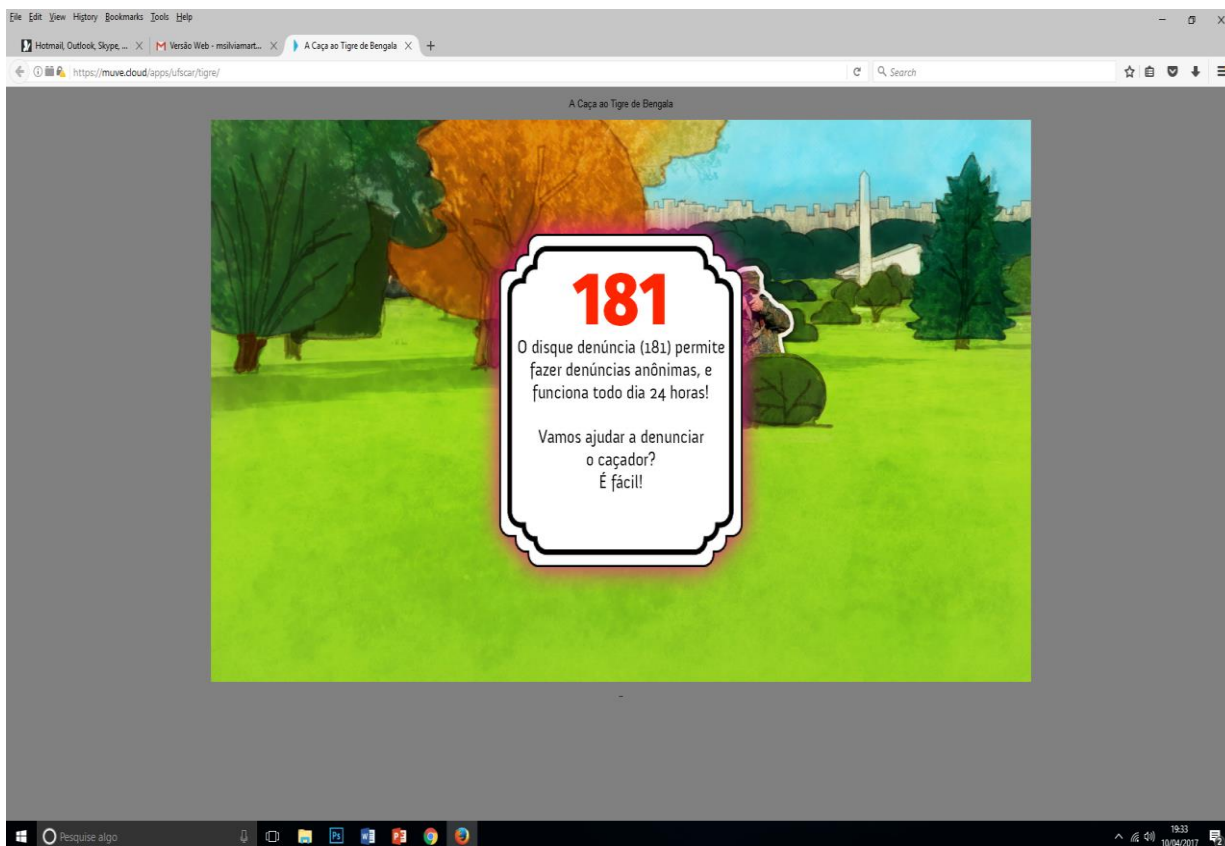 File Edit View History Bookmarks Tools Help
Hotmail, Outlook, Skype, ... Versão Web - msilviamart... A Caça ao Tigre de Bengala
https://muve.cloud/apps/ufscar/tigre/ Search
A Caça ao Tigre de Bengala
181
O disque denúncia (181) permite
fazer denúncias anônimas, e
funciona todo dia 24 horas!
Vamos ajudar a denunciar
o caçador?
É fácil!
Pesquise algo
19:33
10/04/2017